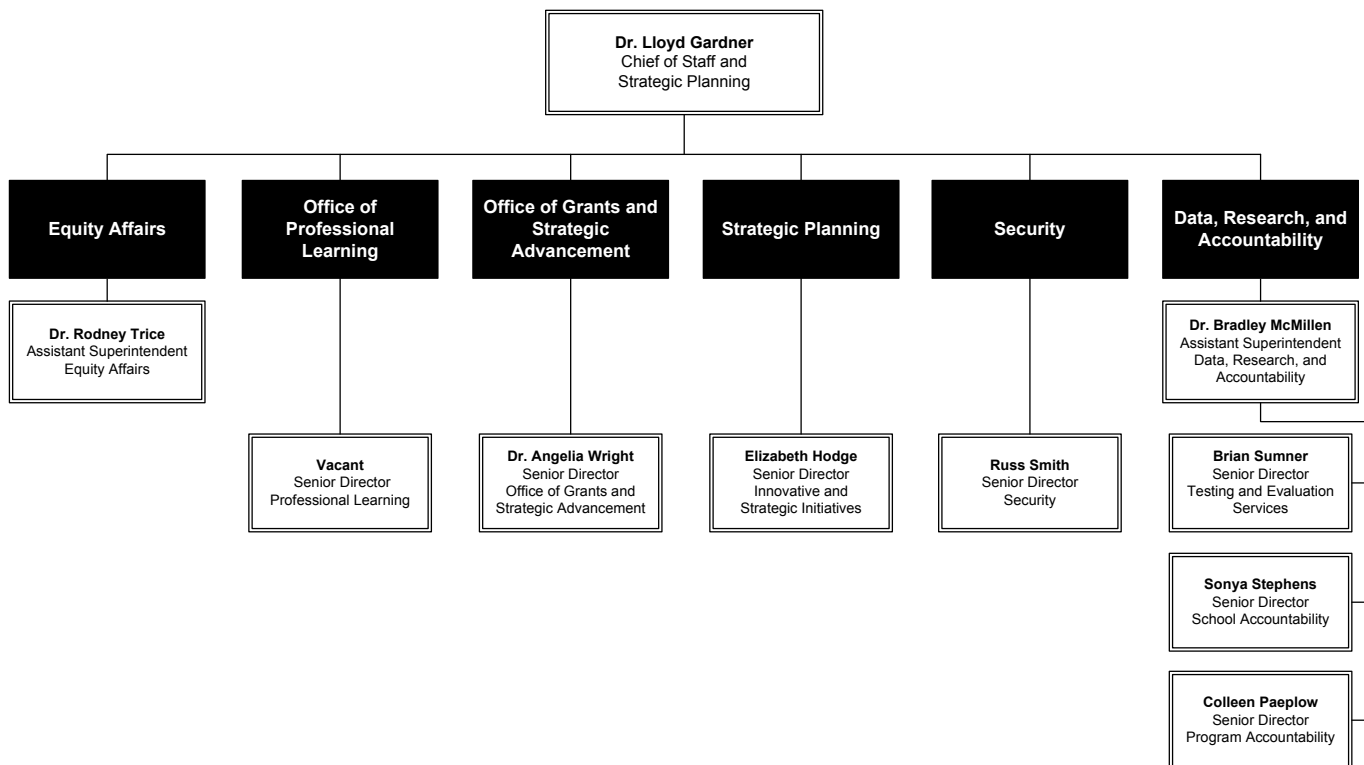 Dr. Lloyd Gardner
Chief of Staff and
Strategic Planning
Equity Affairs
Office of
Professional
Learning
Office of Grants and
Strategic
Advancement
Strategic Planning
Security
Data, Research, and
Accountability
Dr. Rodney Trice
Assistant Superintendent
Equity Affairs
Dr. Bradley McMillen
Assistant Superintendent
Data, Research, and
Accountability
Vacant
Senior Director
Professional Learning
Dr. Angelia Wright
Senior Director
Office of Grants and
Strategic Advancement
Elizabeth Hodge
Senior Director
Innovative and
Strategic Initiatives
Russ Smith
Senior Director
Security
Brian Sumner
Senior Director
Testing and Evaluation
Services
Sonya Stephens
Senior Director
School Accountability
Colleen Paeplow
Senior Director
Program Accountability